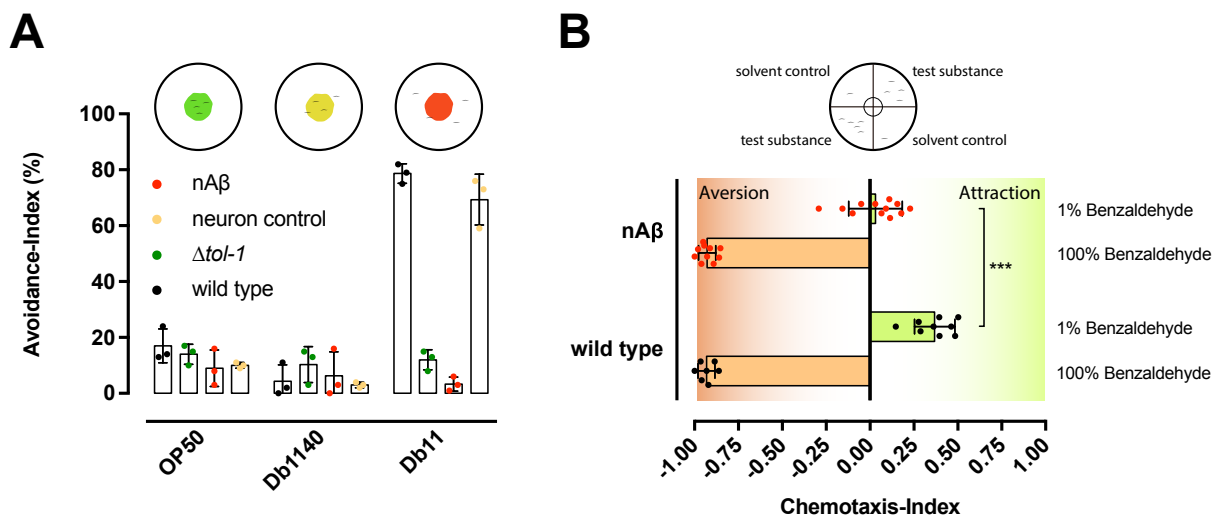 A
Avoidance-Index (%)
100
80
60
40
20
0
nAβ
neuron control
Δtol-1
wild type
OP50
Db1140
Db11
B
solvent control
test substance
test substance
solvent control
Aversion
Attraction
nAβ
wild type
1% Benzaldehyde
100% Benzaldehyde
***
1% Benzaldehyde
100% Benzaldehyde
-1.00
-0.75
-0.50
-0.25
0.00
0.25
0.50
0.75
1.00
Chemotaxis-Index